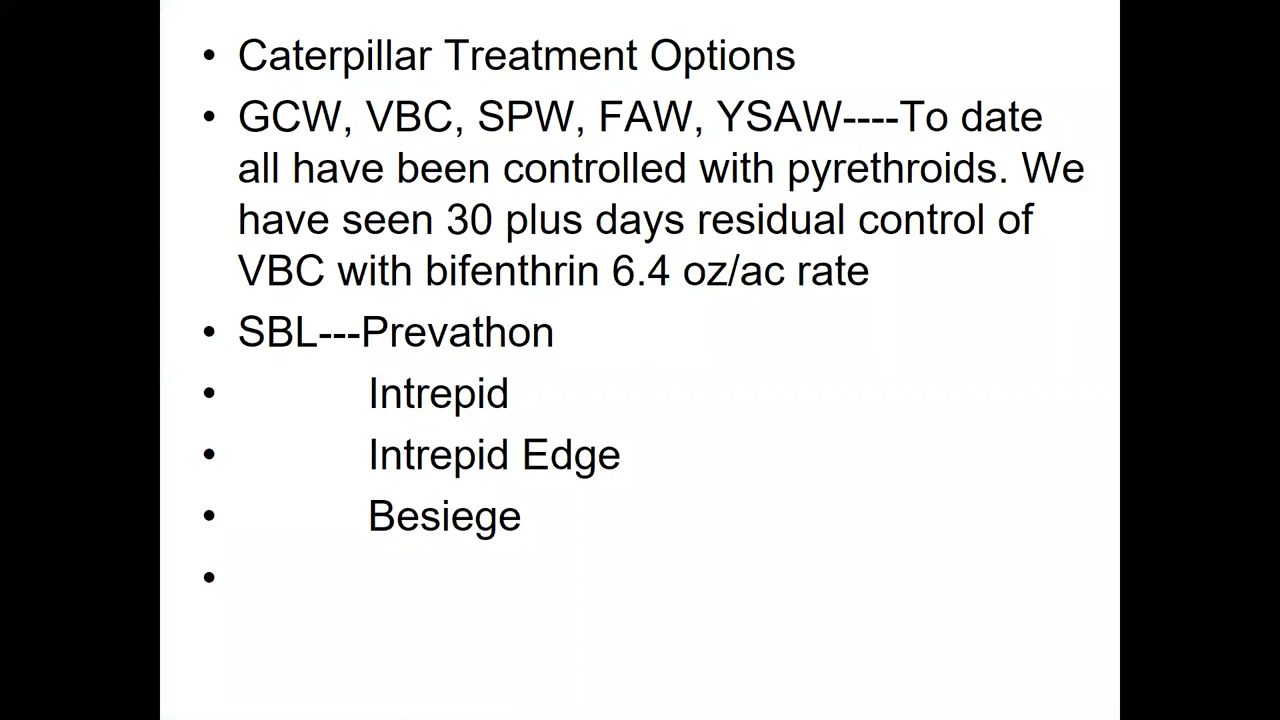 • Caterpillar Treatment Options
• GCW, VBC, SPW, FAW, YSAW----To date
all have been controlled with pyrethroids. We
have seen 30 plus days residual control of
VBC with bifenthrin 6.4 oz/ac rate
• SBL---Prevathon
• Intrepid
• Intrepid Edge
• Besiege
•